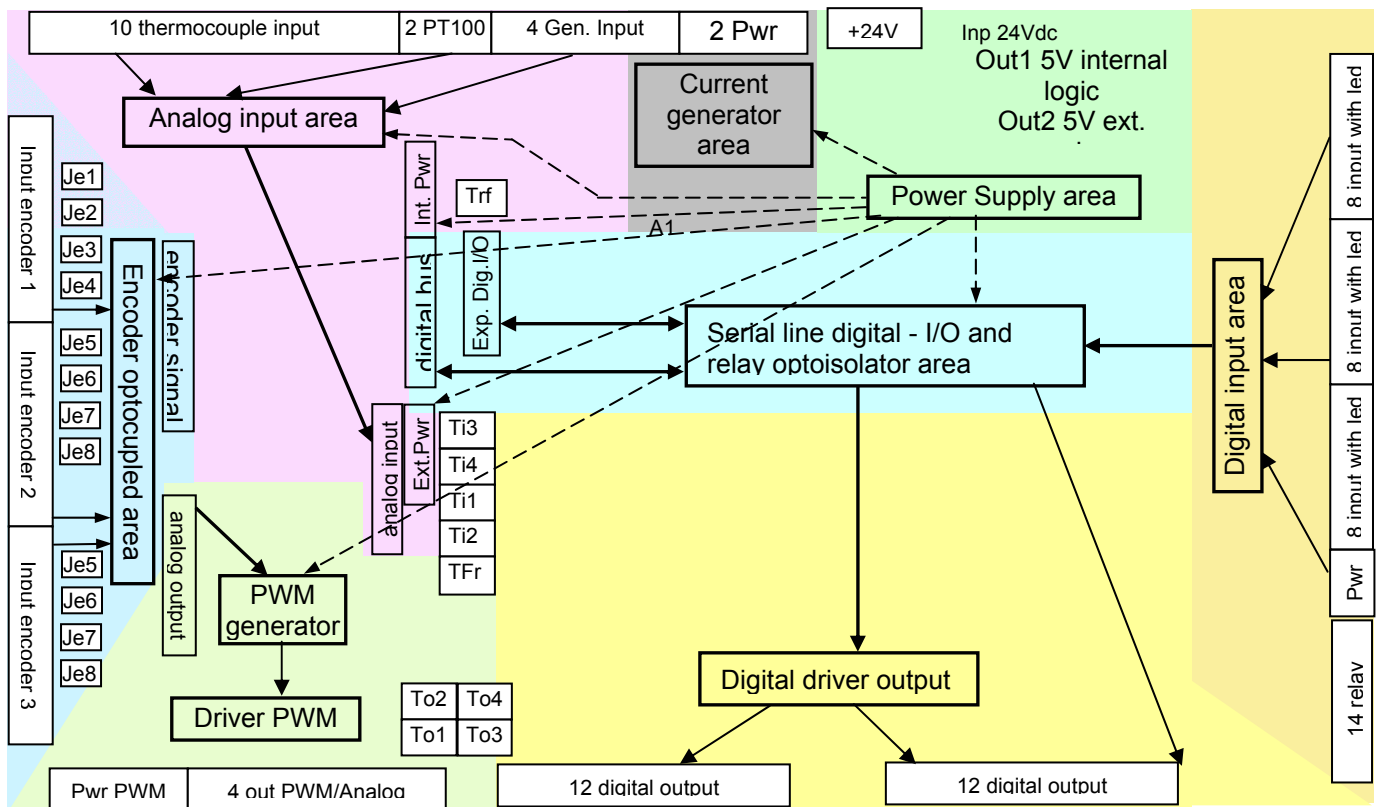 10 thermocouple input
2 PT100
4 Gen. Input
2 Pwr
+24V
Inp 24Vdc
Out1 5V internal
logic
Out2 5V ext.
Analog input area
Current
generator
area
Power Supply area
Int. Pwr
Trf
A1
digital bus
Exp. Dig.I/O
Serial line digital - I/O and
relay optoisolator area
Digital input area
8 input with led
8 input with led
8 input with led
Pwr
14 relay
Input encoder 1
Input encoder 2
Input encoder 3
Je1
Je2
Je3
Je4
Je5
Je6
Je7
Je8
Je5
Je6
Je7
Je8
Encoder optocupled area
encoder signal
analog output
analog input
Ext.Pwr
Ti3
Ti4
Ti1
Ti2
TFr
PWM
generator
Driver PWM
To2
To4
To1
To3
Digital driver output
Pwr PWM
4 out PWM/Analog
12 digital output
12 digital output